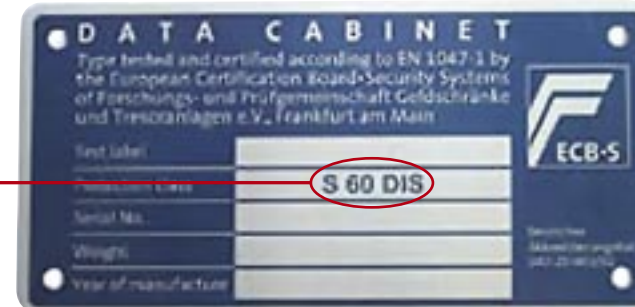 DATA CABINET
Type tested and certified according to EN 1047-1 by
the European Certification Board•Security Systems
of Forschungs- und Prüfgemeinschaft Geldschränke
und Tresoranlagen e.V., Frankfurt am Main
Test label
ECB•S
Protection Class S 60 DIS
Serial No.
Weight
Year of manufacture